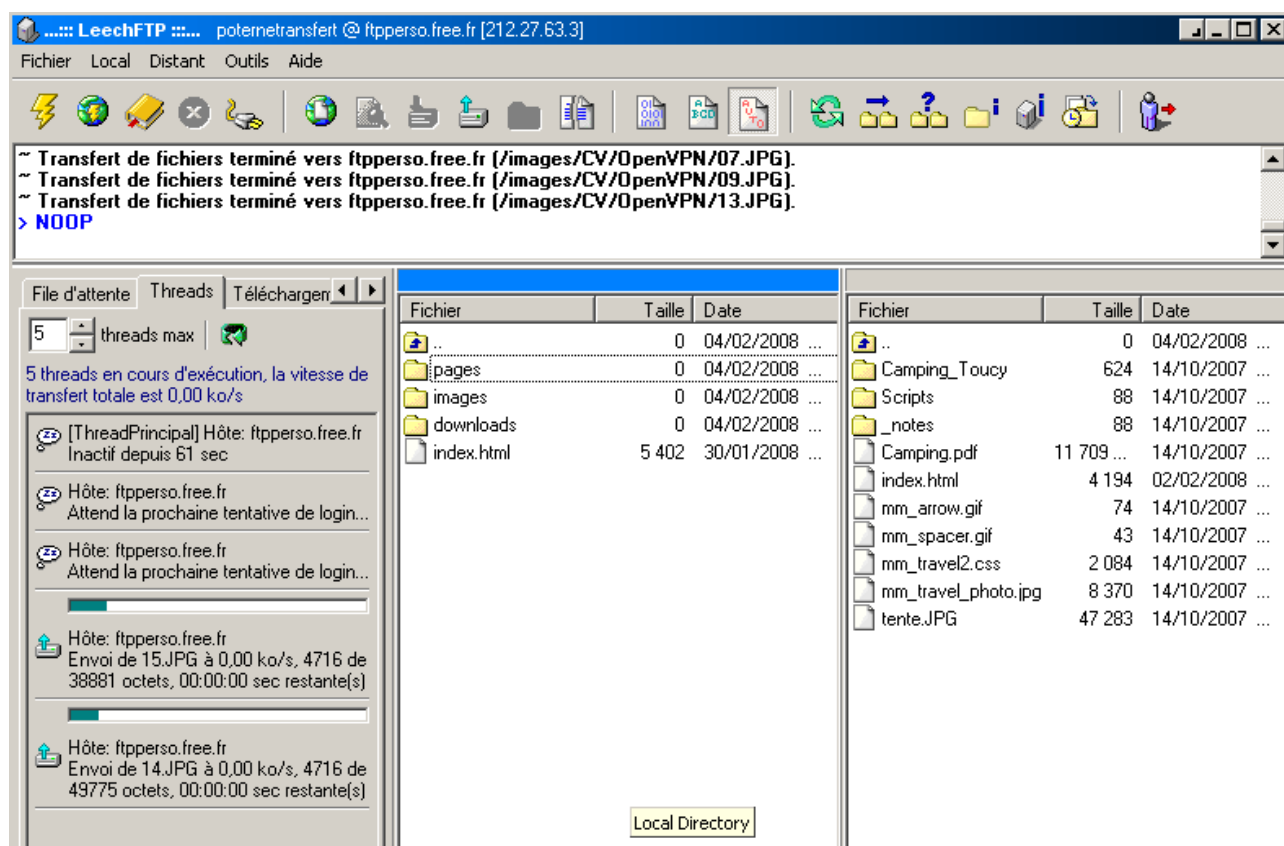 ...::: LeechFTP :::... poternetransfert @ ftpperso.free.fr [212.27.63.3]
Fichier Local Distant Outils Aide
~ Transfert de fichiers terminé vers ftpperso.free.fr (/images/CV/OpenVPN/07.JPG).
~ Transfert de fichiers terminé vers ftpperso.free.fr (/images/CV/OpenVPN/09.JPG).
~ Transfert de fichiers terminé vers ftpperso.free.fr (/images/CV/OpenVPN/13.JPG).
> NOOP
File d'attente Threads Téléchargem
5 threads max
5 threads en cours d'exécution, la vitesse de
transfert totale est 0,00 ko/s
[ThreadPrincipal] Hôte: ftpperso.free.fr
Inactif depuis 61 sec
Hôte: ftpperso.free.fr
Attend la prochaine tentative de login...
Hôte: ftpperso.free.fr
Attend la prochaine tentative de login...
Hôte: ftpperso.free.fr
Envoi de 15.JPG à 0,00 ko/s, 4716 de
38881 octets, 00:00:00 sec restante(s)
Hôte: ftpperso.free.fr
Envoi de 14.JPG à 0,00 ko/s, 4716 de
49775 octets, 00:00:00 sec restante(s)
Fichier Taille Date
.. 0 04/02/2008 ...
pages 0 04/02/2008 ...
images 0 04/02/2008 ...
downloads 0 04/02/2008 ...
index.html 5 402 30/01/2008 ...
Local Directory
Fichier Taille Date
.. 0 04/02/2008 ...
Camping_Toucy 624 14/10/2007 ...
Scripts 88 14/10/2007 ...
_notes 88 14/10/2007 ...
Camping.pdf 11 709 ... 14/10/2007 ...
index.html 4 194 02/02/2008 ...
mm_arrow.gif 74 14/10/2007 ...
mm_spacer.gif 43 14/10/2007 ...
mm_travel2.css 2 084 14/10/2007 ...
mm_travel_photo.jpg 8 370 14/10/2007 ...
tente.JPG 47 283 14/10/2007 ...